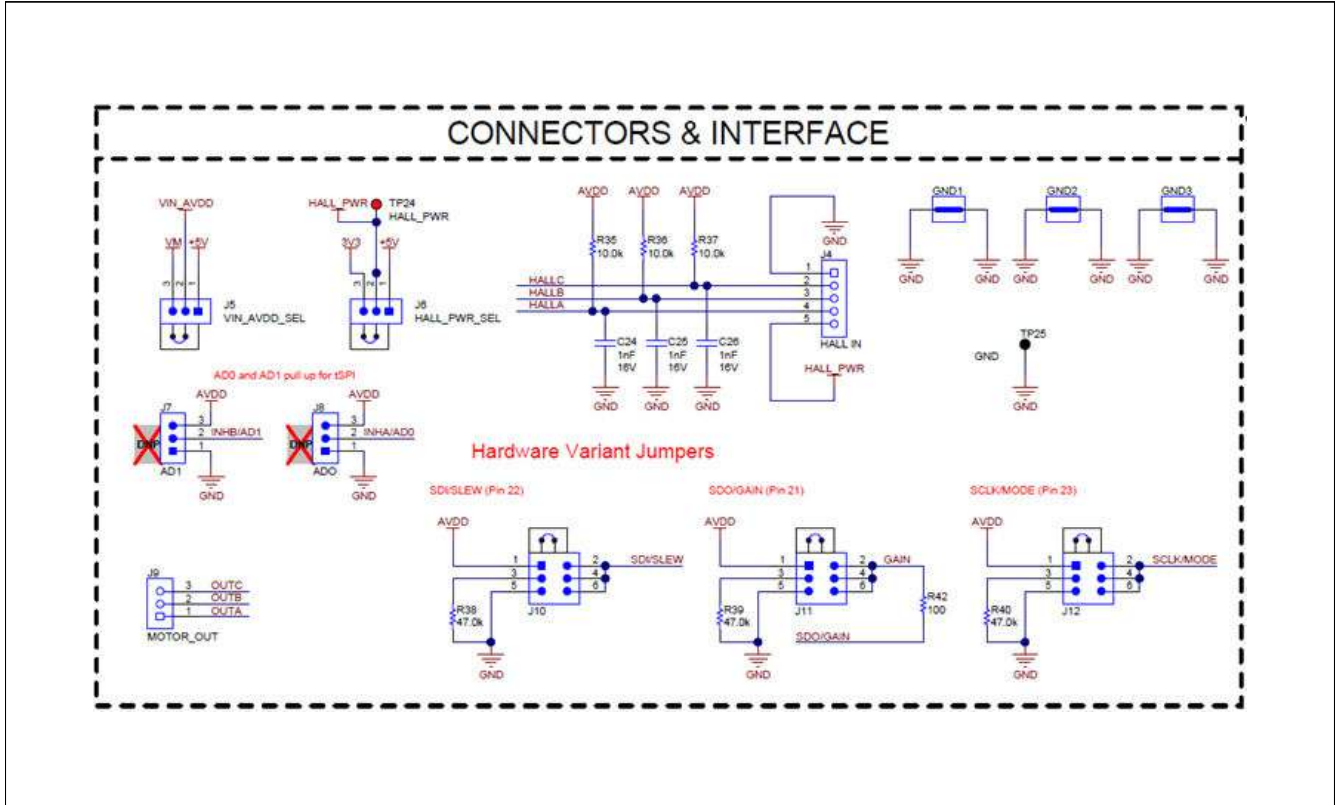 CONNECTORS & INTERFACE
VIN_AVDD
VM
+5V
3
2
1
J5
VIN_AVDD_SEL
HALL_PWR
TP24
HALL_PWR
3V3
+5V
3
2
1
J6
HALL_PWR_SEL
AVDD
AVDD
AVDD
R35
10.0k
R36
10.0k
R37
10.0k
HALLC
HALLB
HALLA
C24
1nF
16V
C25
1nF
16V
C26
1nF
16V
GND
GND
GND
GND
J4
1
2
3
4
5
HALL IN
HALL_PWR
GND1
GND
GND
GND2
GND
GND
GND3
GND
GND
TP25
GND
GND
AD0 and AD1 pull up for tSPI
J7
AVDD
3
2
INHB/AD1
1
DNP
AD1
GND
J8
AVDD
3
2
INHA/AD0
1
DNP
ADO
GND
Hardware Variant Jumpers
SDI/SLEW (Pin 22)
AVDD
1
3
5
2
4
6
SDI/SLEW
R38
47.0k
J10
GND
SDO/GAIN (Pin 21)
AVDD
1
3
5
2
4
6
GAIN
R39
47.0k
J11
R42
100
SDO/GAIN
GND
SCLK/MODE (Pin 23)
AVDD
1
3
5
2
4
6
SCLK/MODE
R40
47.0k
J12
GND
J9
3
OUTC
2
OUTB
1
OUTA
MOTOR_OUT